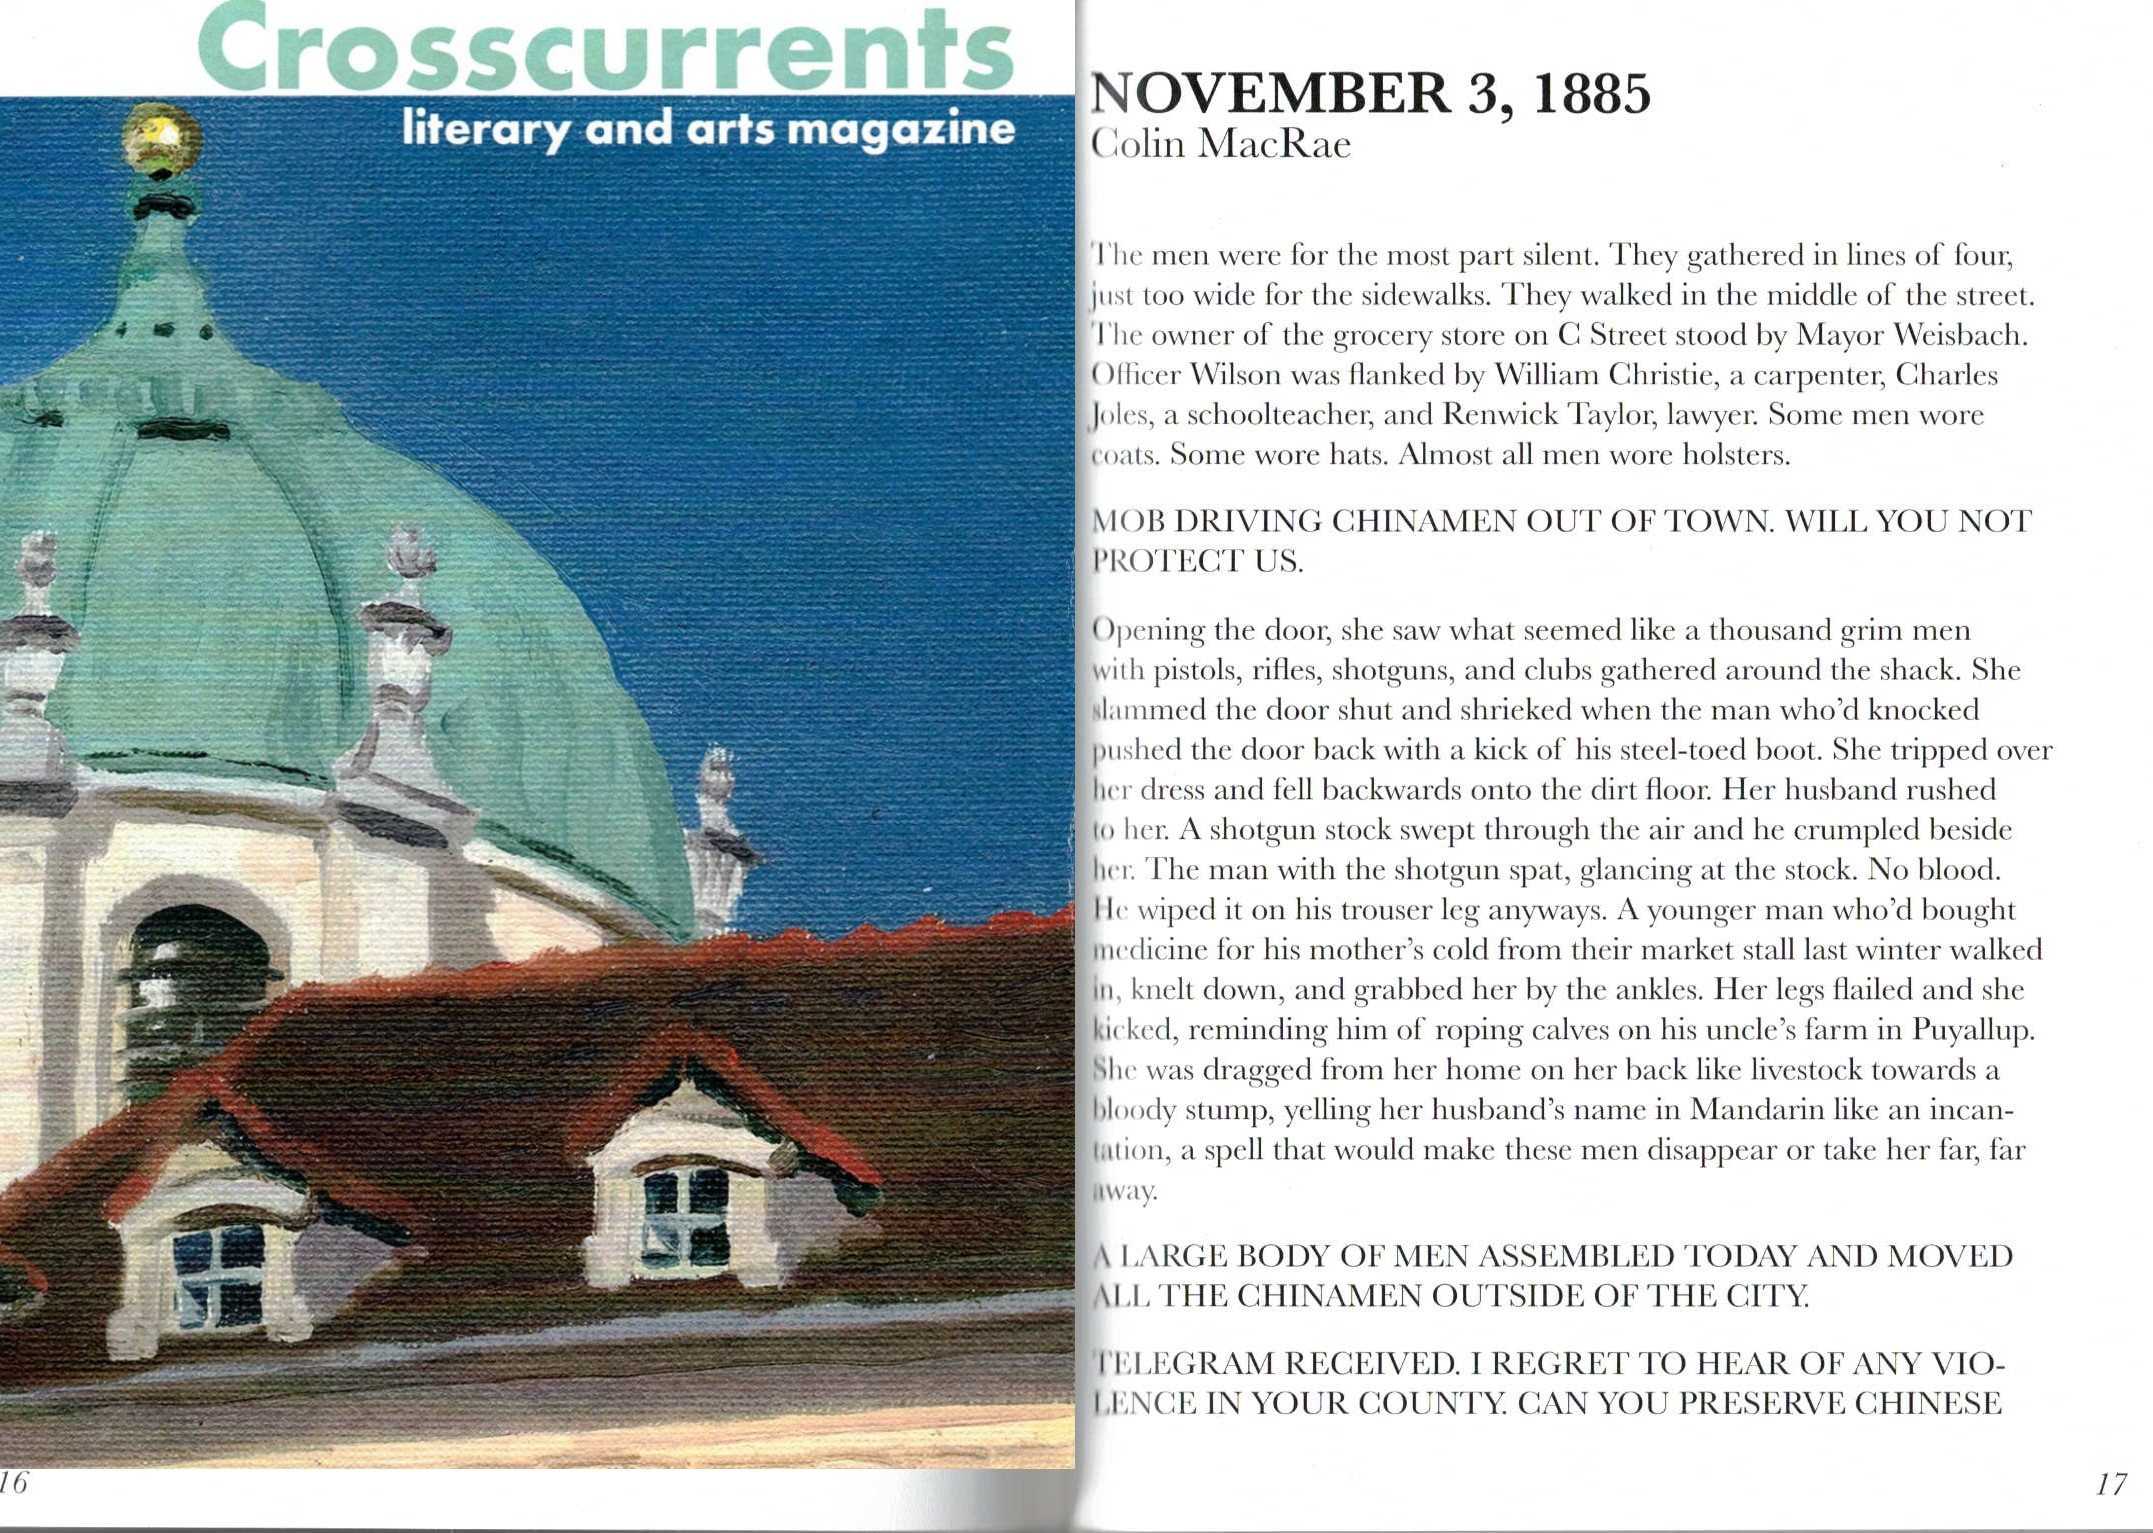 Crosscurrents
literary and arts magazine
16
NOVEMBER 3, 1885
Colin MacRae
The men were for the most part silent. They gathered in lines of four,
just too wide for the sidewalks. They walked in the middle of the street.
The owner of the grocery store on C Street stood by Mayor Weisbach.
Officer Wilson was flanked by William Christie, a carpenter, Charles
Joles, a schoolteacher, and Renwick Taylor, lawyer. Some men wore
coats. Some wore hats. Almost all men wore holsters.
MOB DRIVING CHINAMEN OUT OF TOWN. WILL YOU NOT
PROTECT US.
Opening the door, she saw what seemed like a thousand grim men
with pistols, rifles, shotguns, and clubs gathered around the shack. She
slammed the door shut and shrieked when the man who’d knocked
pushed the door back with a kick of his steel-toed boot. She tripped over
her dress and fell backwards onto the dirt floor. Her husband rushed
to her. A shotgun stock swept through the air and he crumpled beside
her. The man with the shotgun spat, glancing at the stock. No blood.
He wiped it on his trouser leg anyways. A younger man who’d bought
medicine for his mother’s cold from their market stall last winter walked
in, knelt down, and grabbed her by the ankles. Her legs flailed and she
kicked, reminding him of roping calves on his uncle’s farm in Puyallup.
She was dragged from her home on her back like livestock towards a
bloody stump, yelling her husband’s name in Mandarin like an incan-
tation, a spell that would make these men disappear or take her far, far
away.
A LARGE BODY OF MEN ASSEMBLED TODAY AND MOVED
ALL THE CHINAMEN OUTSIDE OF THE CITY.
TELEGRAM RECEIVED. I REGRET TO HEAR OF ANY VIO-
LENCE IN YOUR COUNTY. CAN YOU PRESERVE CHINESE
17